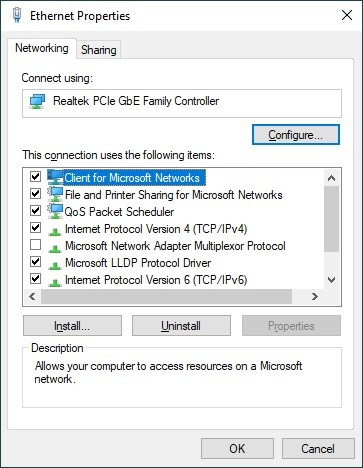 Ethernet Properties
Networking
Sharing
Connect using:
Realtek PCIe GbE Family Controller
Configure...
This connection uses the following items:
Client for Microsoft Networks
File and Printer Sharing for Microsoft Networks
QoS Packet Scheduler
Internet Protocol Version 4 (TCP/IPv4)
Microsoft Network Adapter Multiplexor Protocol
Microsoft LLDP Protocol Driver
Internet Protocol Version 6 (TCP/IPv6)
Install...
Uninstall
Properties
Description
Allows your computer to access resources on a Microsoft
network.
OK
Cancel